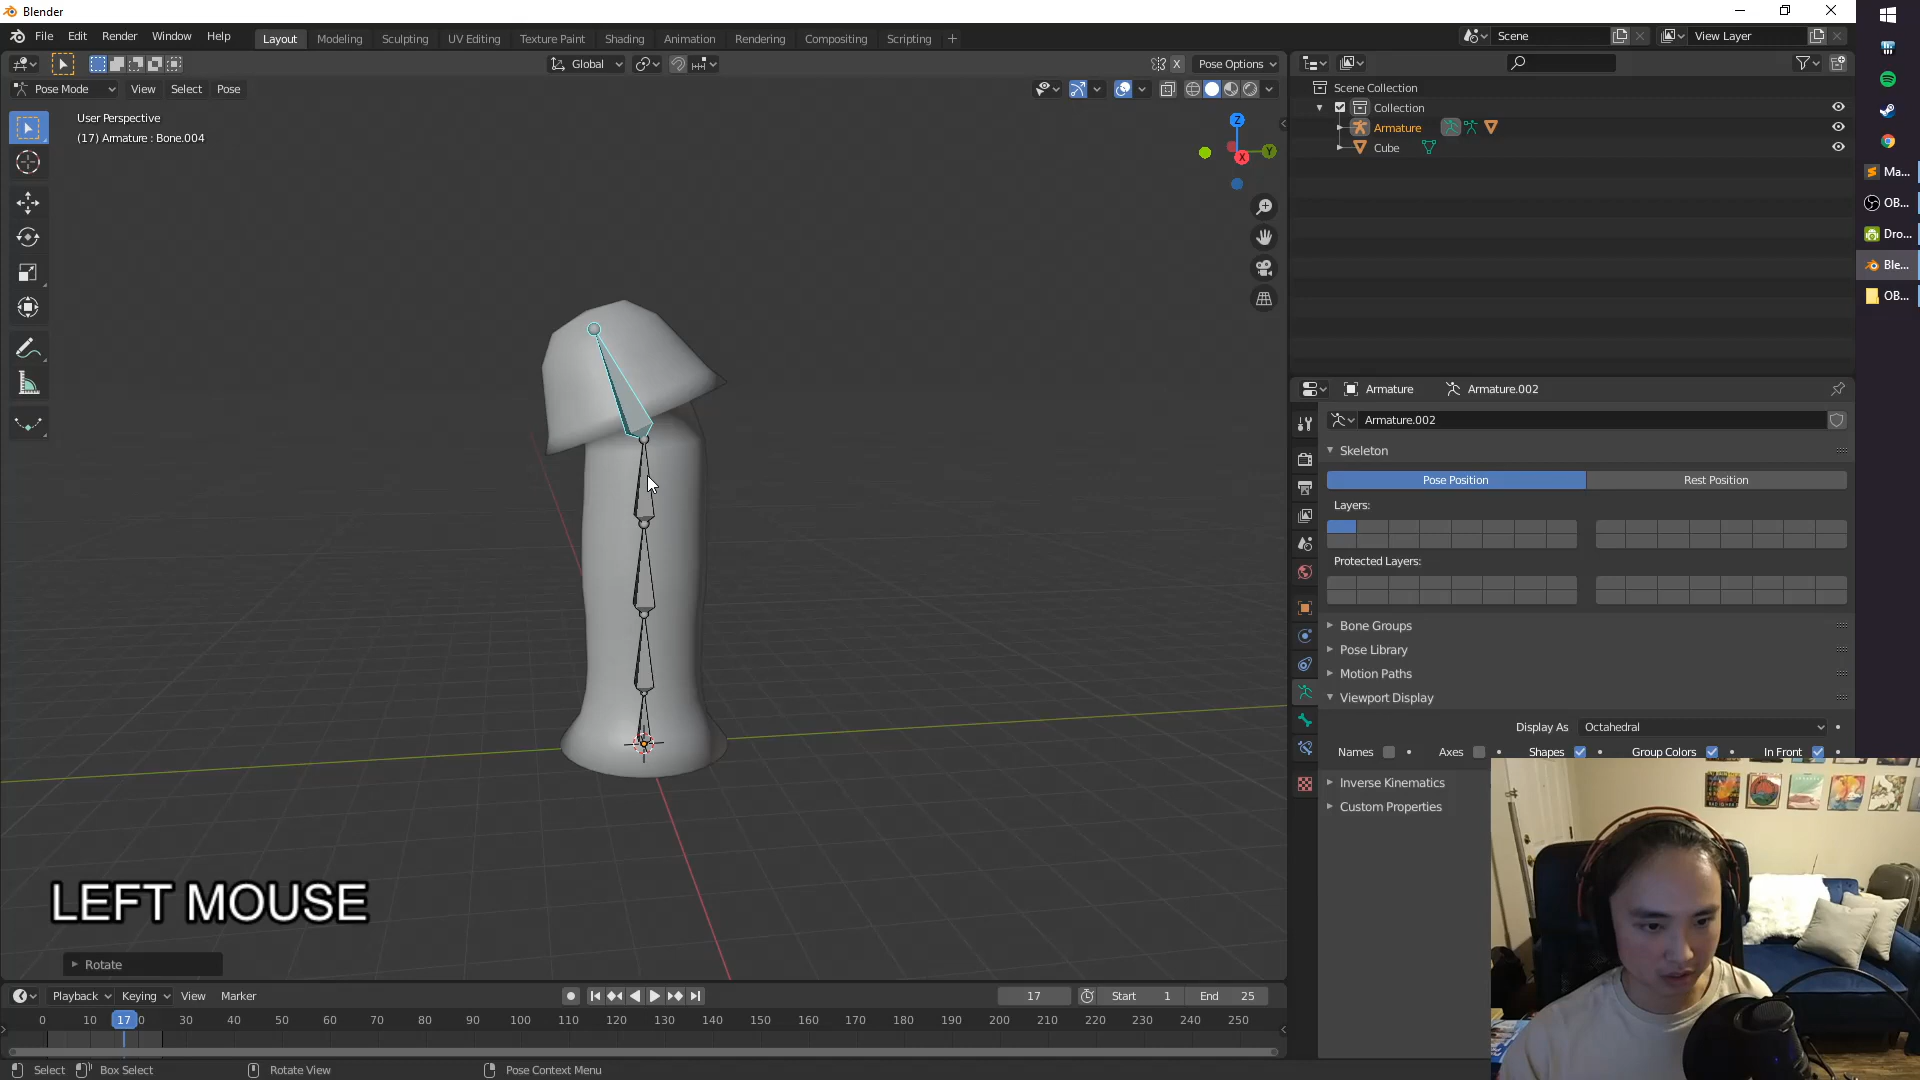 Blender
File Edit Render Window Help
Layout Modeling Sculpting UV Editing Texture Paint Shading Animation Rendering Compositing Scripting +
Scene
View Layer
Global
X
Pose Options
Pose Mode View Select Pose
User Perspective
(17) Armature : Bone.004
Z
Y
X
Scene Collection
Collection
Armature
Cube
Ma...
OB...
Dro...
Ble...
OB...
Armature Armature.002
Armature.002
Skeleton
Pose Position Rest Position
Layers:
Protected Layers:
Bone Groups
Pose Library
Motion Paths
Viewport Display
Display As Octahedral
Names Axes Shapes Group Colors In Front
Inverse Kinematics
Custom Properties
LEFT MOUSE
Rotate
Playback Keying View Marker
17 Start 1 End 25
0 10 17 20 30 40 50 60 70 80 90 100 110 120 130 140 150 160 170 180 190 200 210 220 230 240 250
Select Box Select Rotate View Pose Context Menu